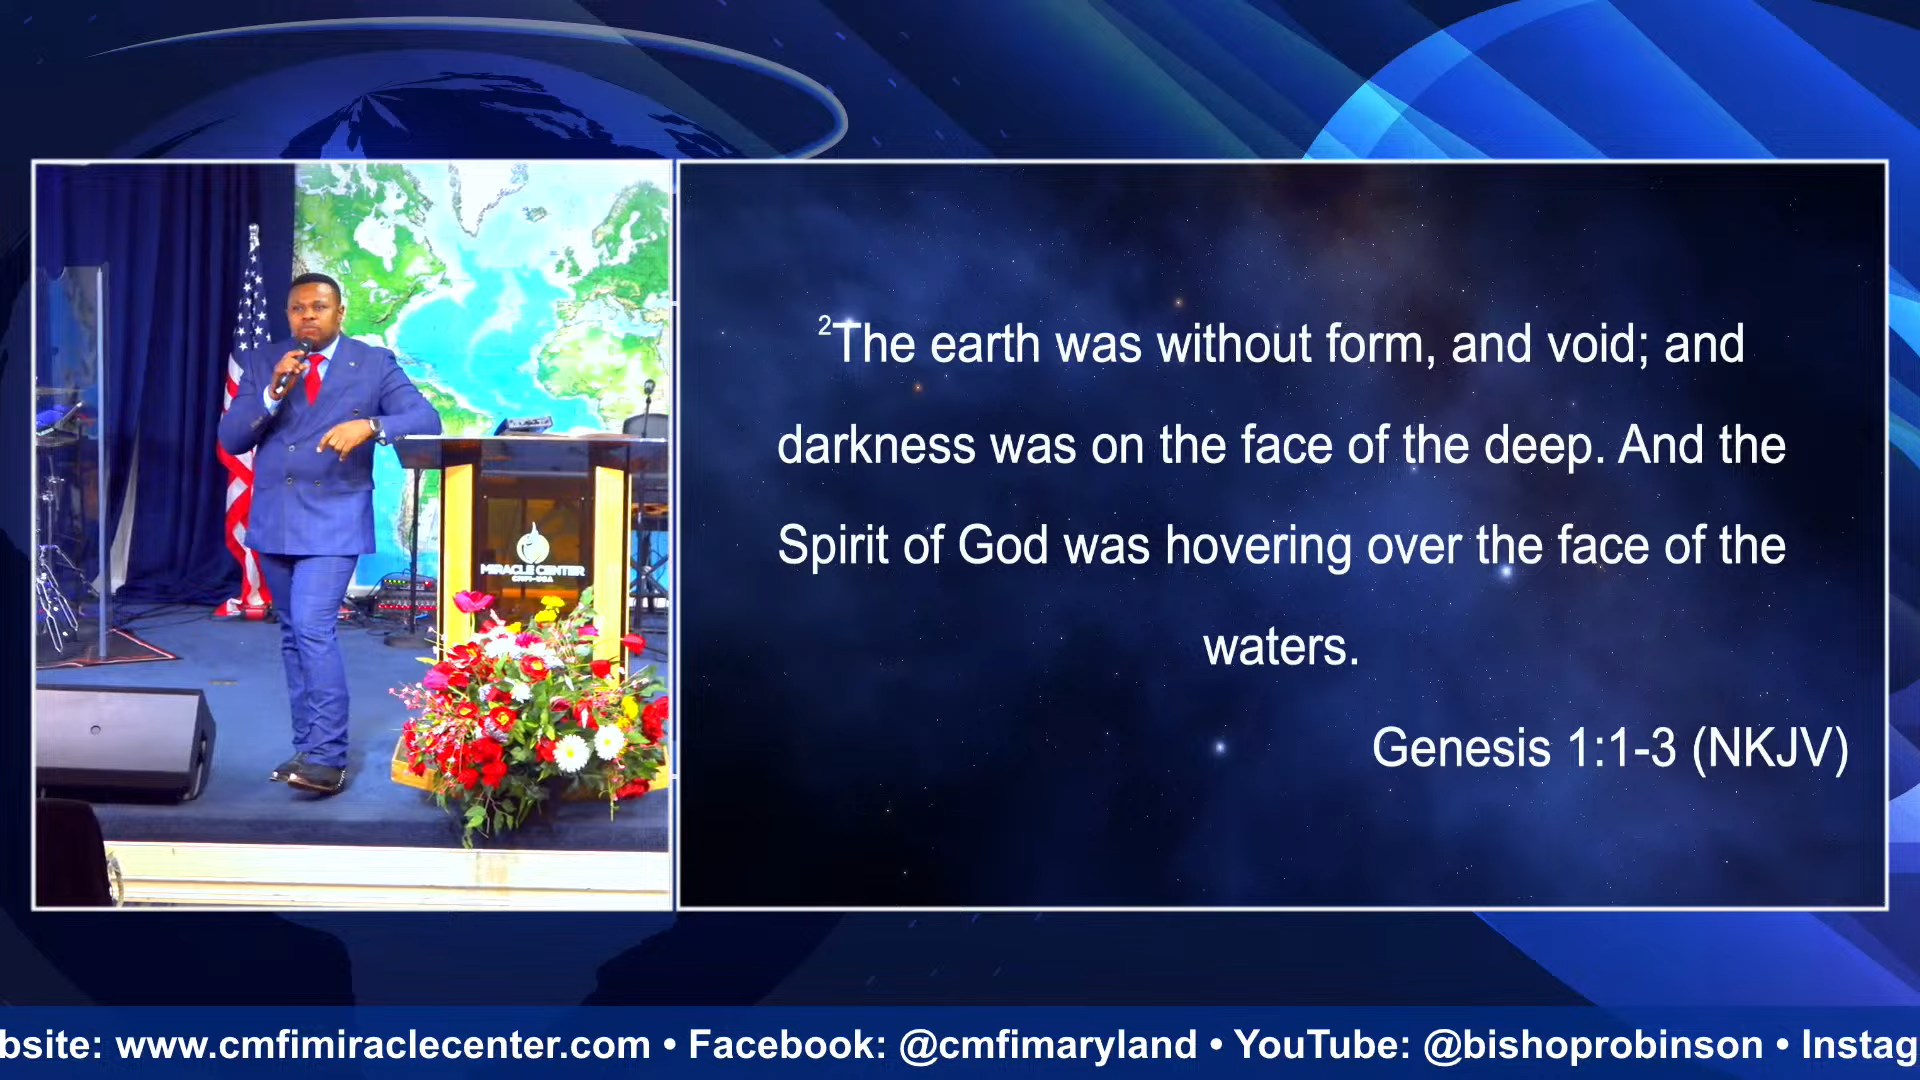 ²The earth was without form, and void; and
darkness was on the face of the deep. And the
Spirit of God was hovering over the face of the
waters.
Genesis 1:1-3 (NKJV)
MIRACLE CENTER
CMFI-USA
bsite: www.cmfimiraclecenter.com • Facebook: @cmfimaryland • YouTube: @bishoprobinson • Instag